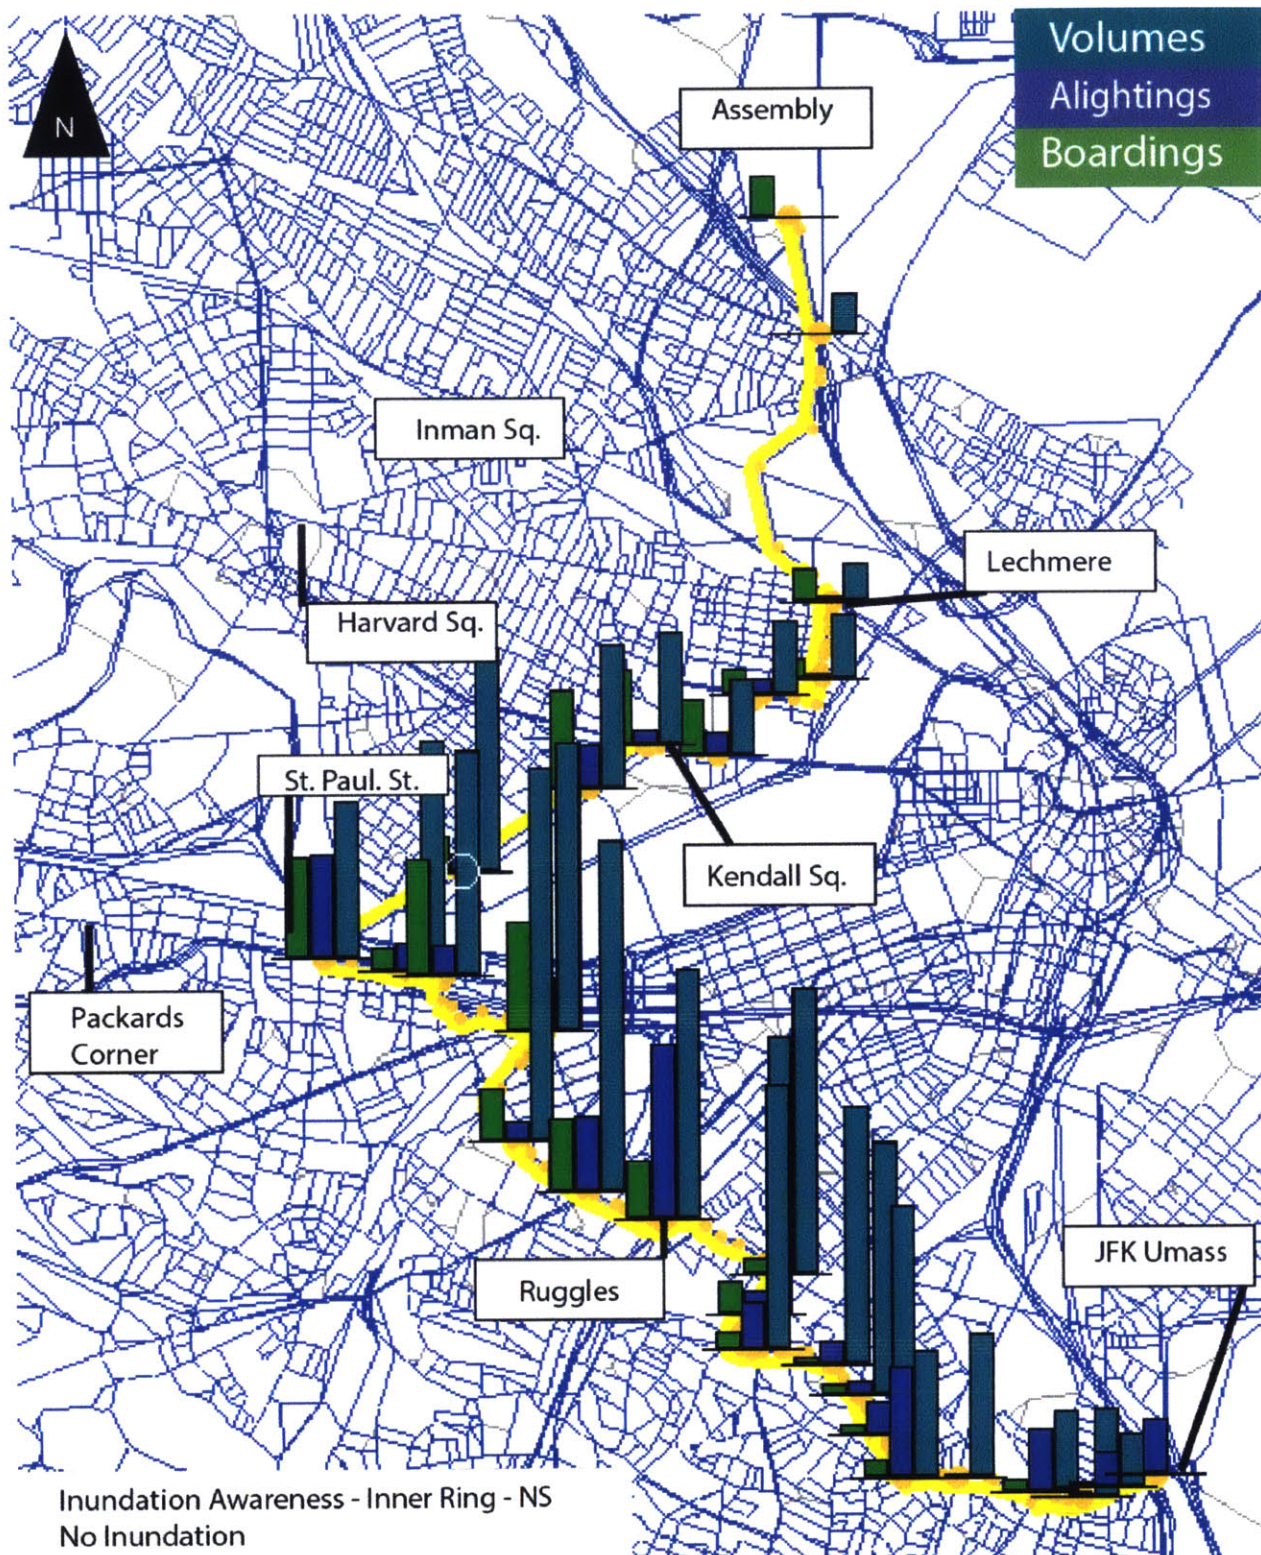 Volumes
Alightings
Boardings
N
Assembly
Inman Sq.
Lechmere
Harvard Sq.
St. Paul. St.
Kendall Sq.
Packards
Corner
Ruggles
JFK Umass
Inundation Awareness - Inner Ring - NS
No Inundation